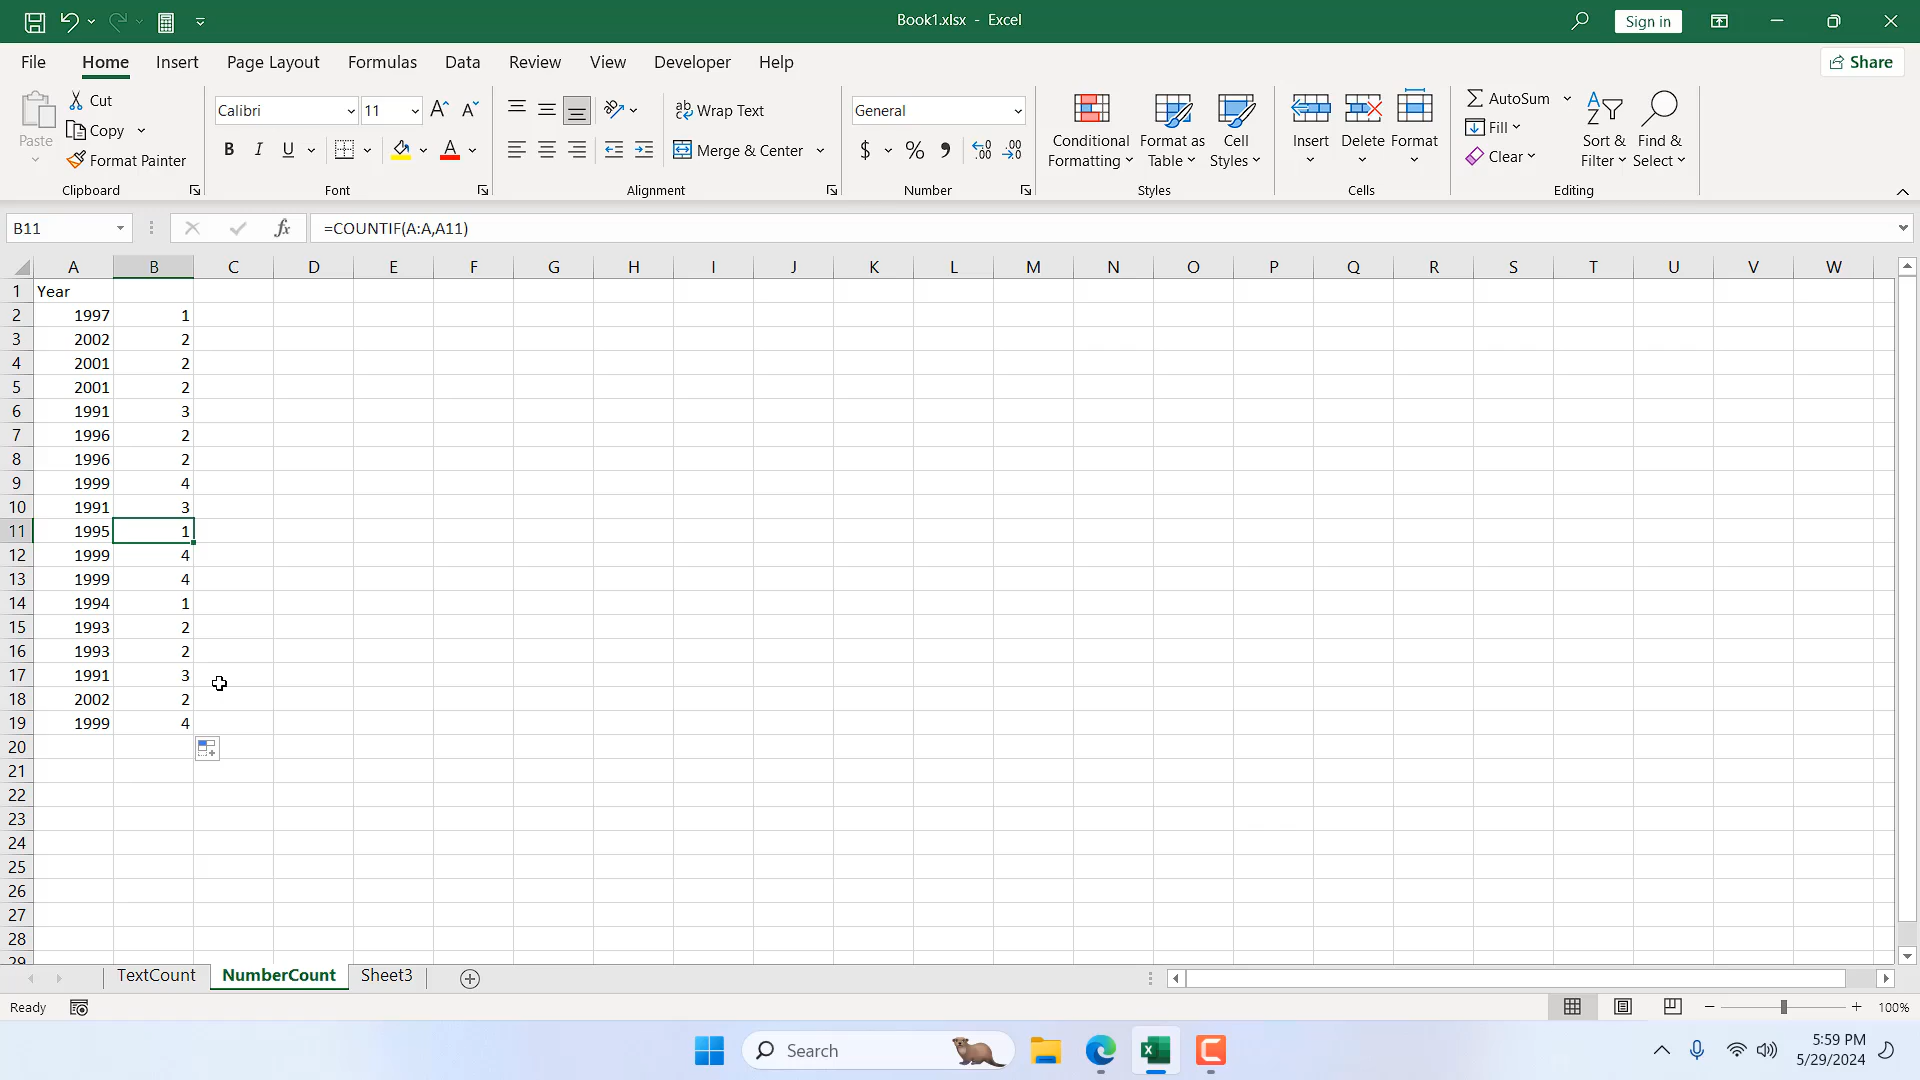 Book1.xlsx - Excel
Sign in
File Home Insert Page Layout Formulas Data Review View Developer Help
Share
Paste
Cut
Copy
Format Painter
Clipboard
Calibri 11
B I U A
Font
Wrap Text
Merge & Center
Alignment
General
$ % ,
Number
Conditional Formatting
Format as Table
Cell Styles
Styles
Insert Delete Format
Cells
AutoSum
Fill
Clear
Sort & Filter
Find & Select
Editing
B11
fx
=COUNTIF(A:A,A11)
A B C D E F G H I J K L M N O P Q R S T U V W
1 Year
2 1997 1
3 2002 2
4 2001 2
5 2001 2
6 1991 3
7 1996 2
8 1996 2
9 1999 4
10 1991 3
11 1995 1
12 1999 4
13 1999 4
14 1994 1
15 1993 2
16 1993 2
17 1991 3
18 2002 2
19 1999 4
20
21
22
23
24
25
26
27
28
29
TextCount NumberCount Sheet3
Ready
100%
Search
5:59 PM
5/29/2024